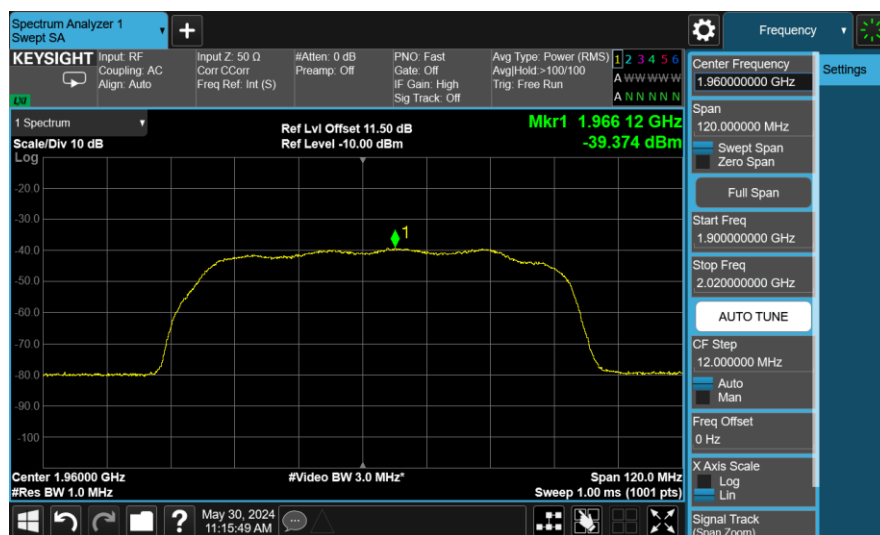 Spectrum Analyzer 1
Swept SA
Frequency
KEYSIGHT
Input: RF
Coupling: AC
Align: Auto
Input Z: 50 Ω
Corr CCorr
Freq Ref: Int (S)
#Atten: 0 dB
Preamp: Off
PNO: Fast
Gate: Off
IF Gain: High
Sig Track: Off
Avg Type: Power (RMS)
Avg|Hold:>100/100
Trig: Free Run
1 2 3 4 5 6
A W W W W W
A N N N N N
LXI
Center Frequency
1.960000000 GHz
Settings
Span
120.000000 MHz
Swept Span
Zero Span
Full Span
Start Freq
1.900000000 GHz
Stop Freq
2.020000000 GHz
AUTO TUNE
CF Step
12.000000 MHz
Auto
Man
Freq Offset
0 Hz
X Axis Scale
Log
Lin
Signal Track
(Span Zoom)
1 Spectrum
Scale/Div 10 dB
Log
Ref Lvl Offset 11.50 dB
Ref Level -10.00 dBm
Mkr1 1.966 12 GHz
-39.374 dBm
1
-20.0
-30.0
-40.0
-50.0
-60.0
-70.0
-80.0
-90.0
-100
Center 1.96000 GHz
#Res BW 1.0 MHz
#Video BW 3.0 MHz*
Span 120.0 MHz
Sweep 1.00 ms (1001 pts)
?
May 30, 2024
11:15:49 AM